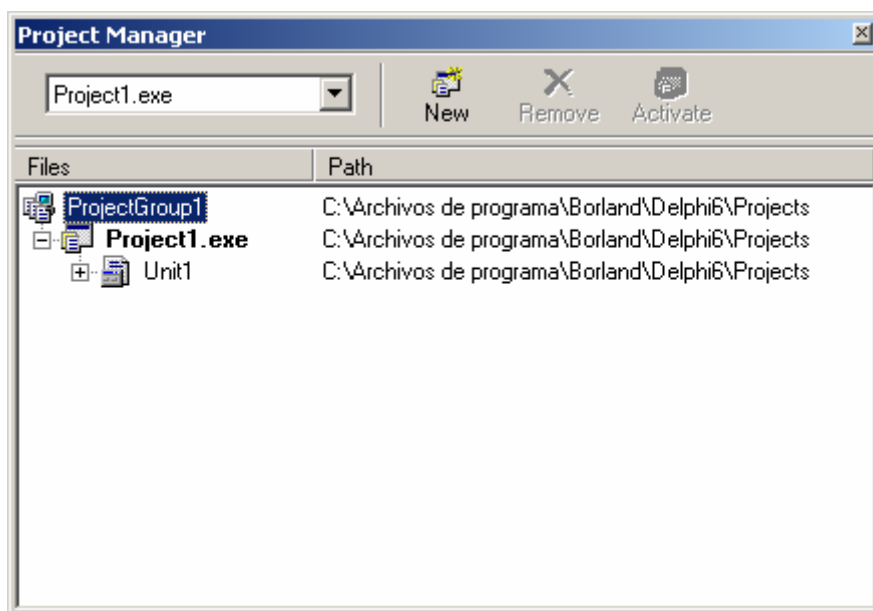 Project Manager
Project1.exe
New Remove Activate
Files Path
ProjectGroup1 C:\Archivos de programa\Borland\Delphi6\Projects
Project1.exe C:\Archivos de programa\Borland\Delphi6\Projects
Unit1 C:\Archivos de programa\Borland\Delphi6\Projects